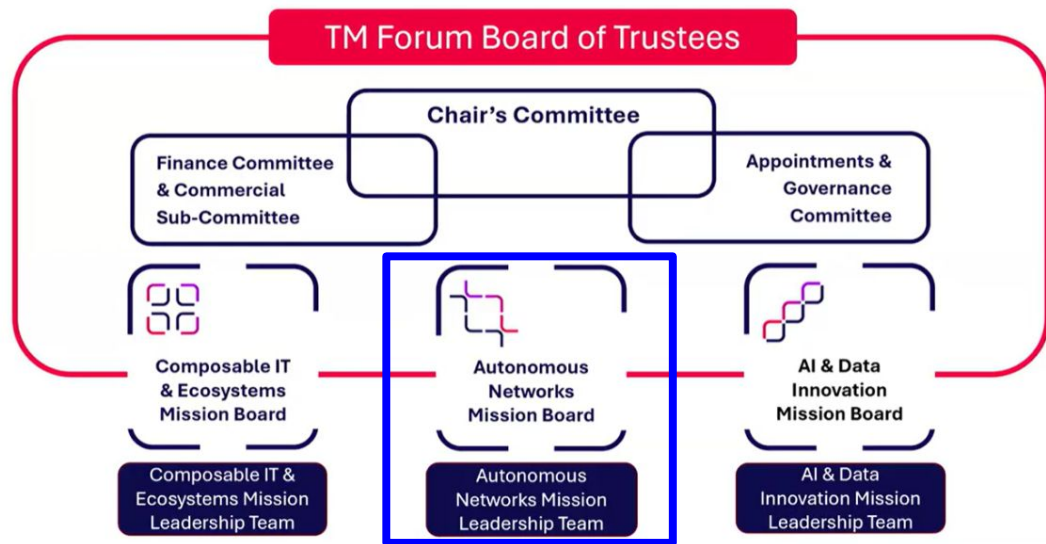 TM Forum Board of Trustees
Chair's Committee
Finance Committee
& Commercial
Sub-Committee
Appointments &
Governance
Committee
Composable IT
& Ecosystems
Mission Board
Autonomous
Networks
Mission Board
AI & Data
Innovation
Mission Board
Composable IT &
Ecosystems Mission
Leadership Team
Autonomous
Networks Mission
Leadership Team
AI & Data
Innovation Mission
Leadership Team